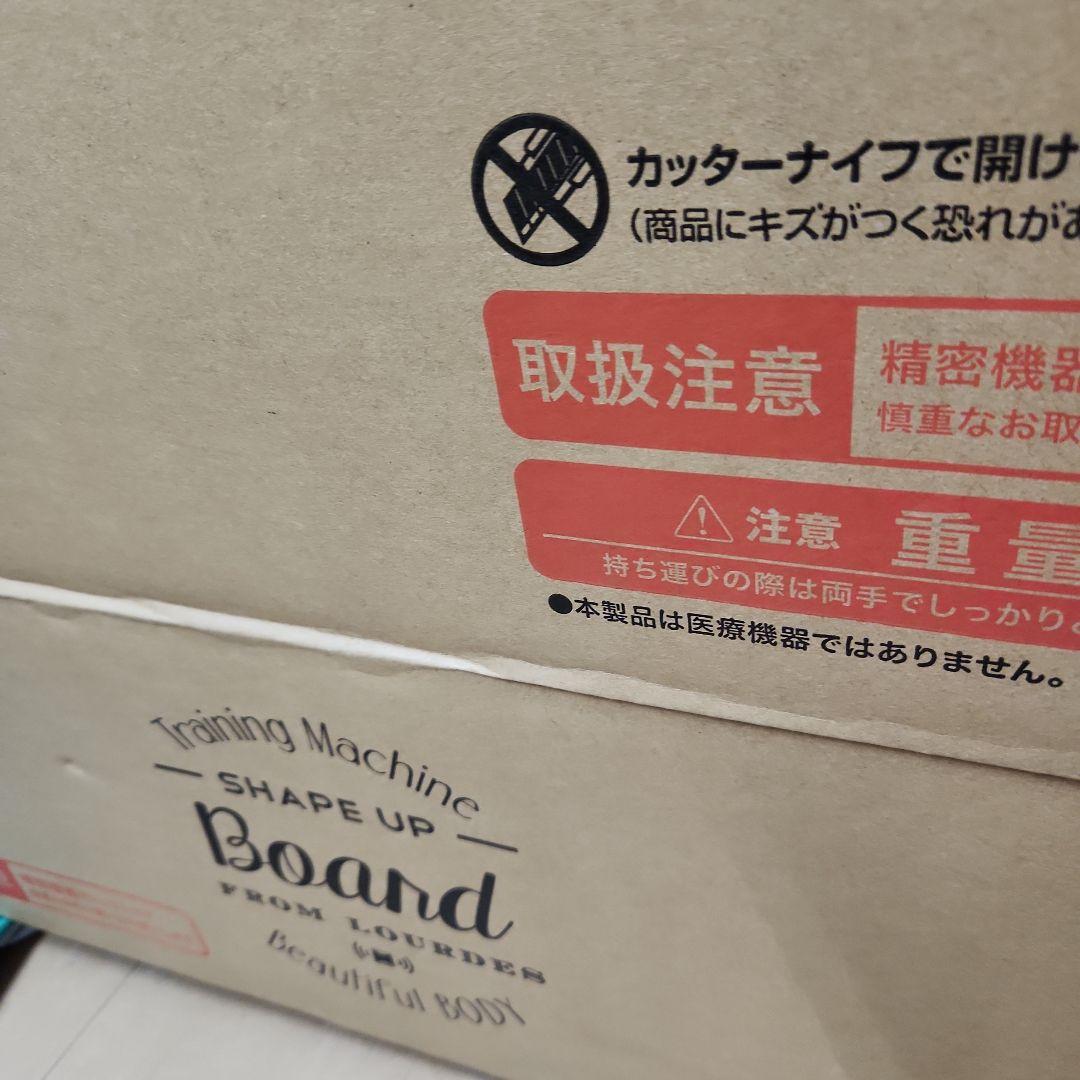 カッターナイフで開け
(商品にキズがつく恐れがあ
取扱注意
精密機器
慎重なお取
注意 重量
持ち運びの際は両手でしっかり
●本製品は医療機器ではありません。
Training Machine
SHAPE UP
Board
FROM LOURDES
Beautiful BODY